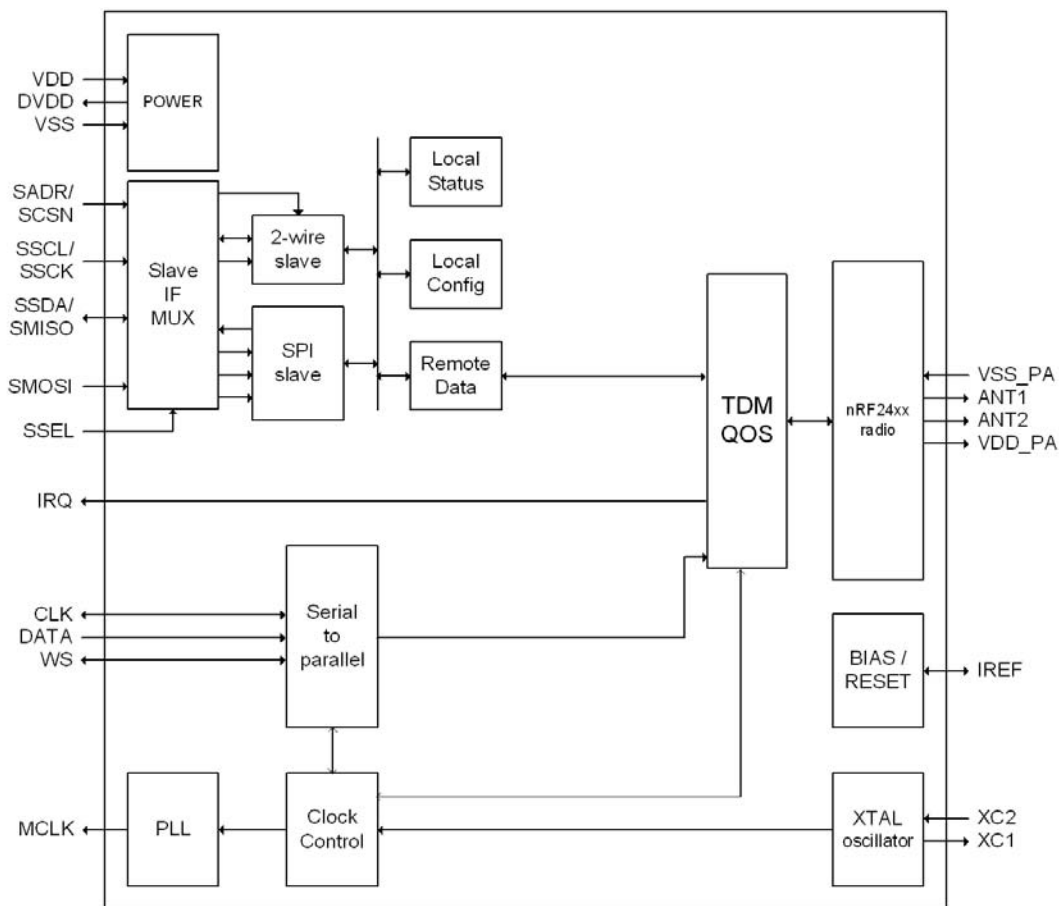 VDD
DVDD
VSS
POWER
SADR/
SCSN
SSCL/
SSCK
SSDA/
SMISO
SMOSI
SSEL
Slave
IF
MUX
2-wire
slave
SPI
slave
Local
Status
Local
Config
Remote
Data
TDM
QOS
nRF24xx
radio
VSS_PA
ANT1
ANT2
VDD_PA
IRQ
CLK
DATA
WS
Serial
to
parallel
BIAS /
RESET
IREF
MCLK
PLL
Clock
Control
XTAL
oscillator
XC2
XC1